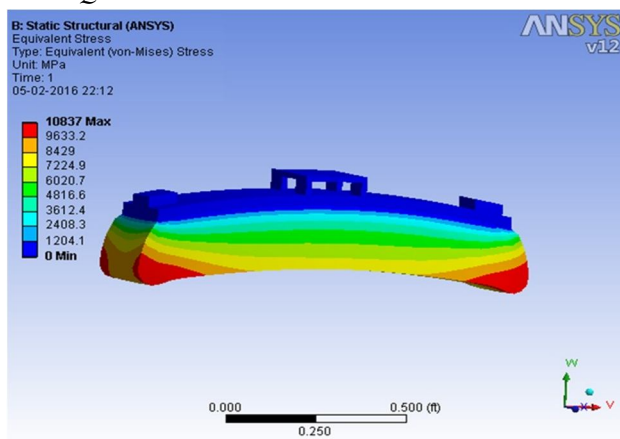 B: Static Structural (ANSYS)
Equivalent Stress
Type: Equivalent (von-Mises) Stress
Unit: MPa
Time: 1
05-02-2016 22:12
ANSYS
v12
10837 Max
9633.2
8429
7224.9
6020.7
4816.6
3612.4
2408.3
1204.1
0 Min
0.000 0.500 (ft)
0.250
W
X V